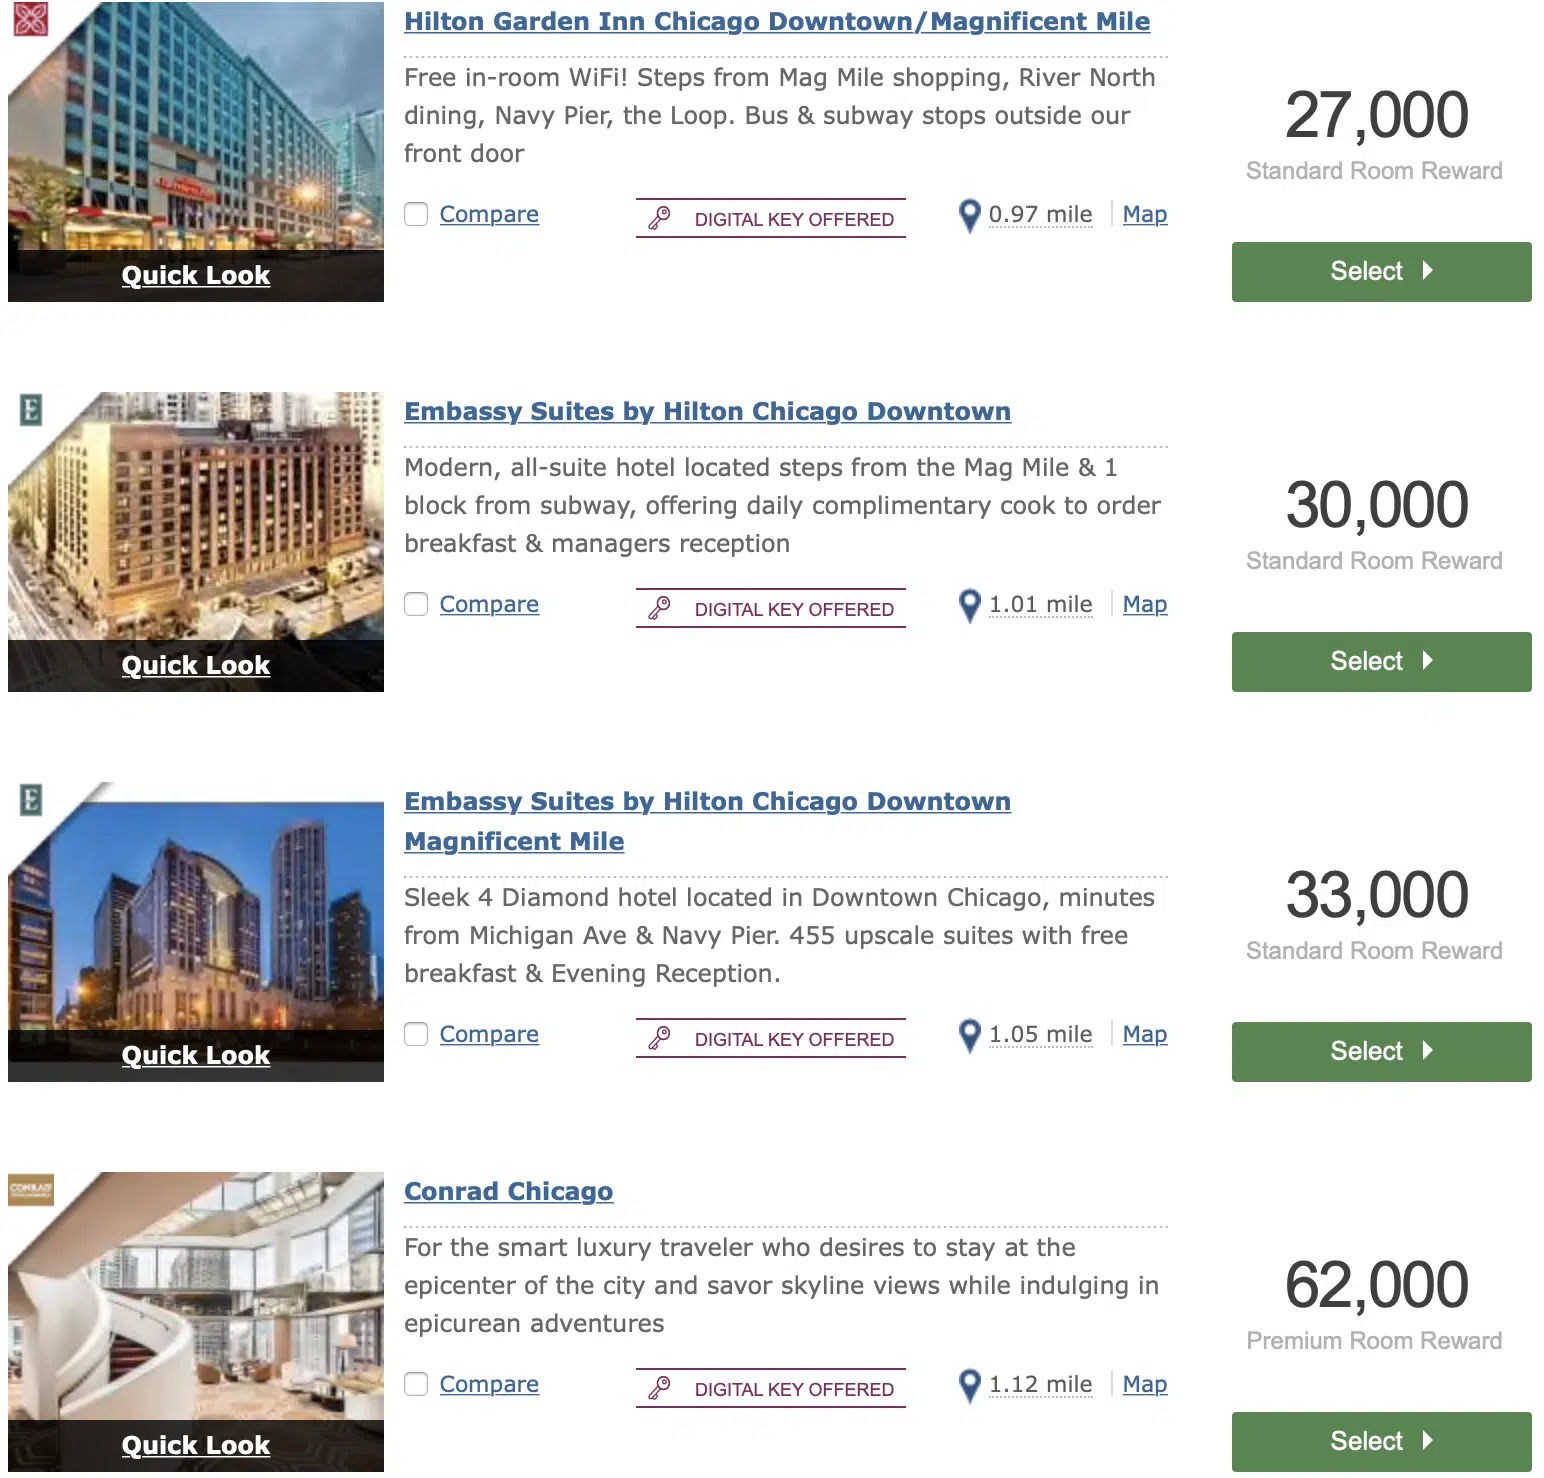 Hilton Garden Inn Chicago Downtown/Magnificent Mile
Free in-room WiFi! Steps from Mag Mile shopping, River North
dining, Navy Pier, the Loop. Bus & subway stops outside our
front door
Compare
DIGITAL KEY OFFERED
0.97 mile
Map
Quick Look
27,000
Standard Room Reward
Select
E
Embassy Suites by Hilton Chicago Downtown
Modern, all-suite hotel located steps from the Mag Mile & 1
block from subway, offering daily complimentary cook to order
breakfast & managers reception
Compare
DIGITAL KEY OFFERED
1.01 mile
Map
Quick Look
30,000
Standard Room Reward
Select
E
Embassy Suites by Hilton Chicago Downtown
Magnificent Mile
Sleek 4 Diamond hotel located in Downtown Chicago, minutes
from Michigan Ave & Navy Pier. 455 upscale suites with free
breakfast & Evening Reception.
Compare
DIGITAL KEY OFFERED
1.05 mile
Map
Quick Look
33,000
Standard Room Reward
Select
CONRAD
Conrad Chicago
For the smart luxury traveler who desires to stay at the
epicenter of the city and savor skyline views while indulging in
epicurean adventures
Compare
DIGITAL KEY OFFERED
1.12 mile
Map
Quick Look
62,000
Premium Room Reward
Select